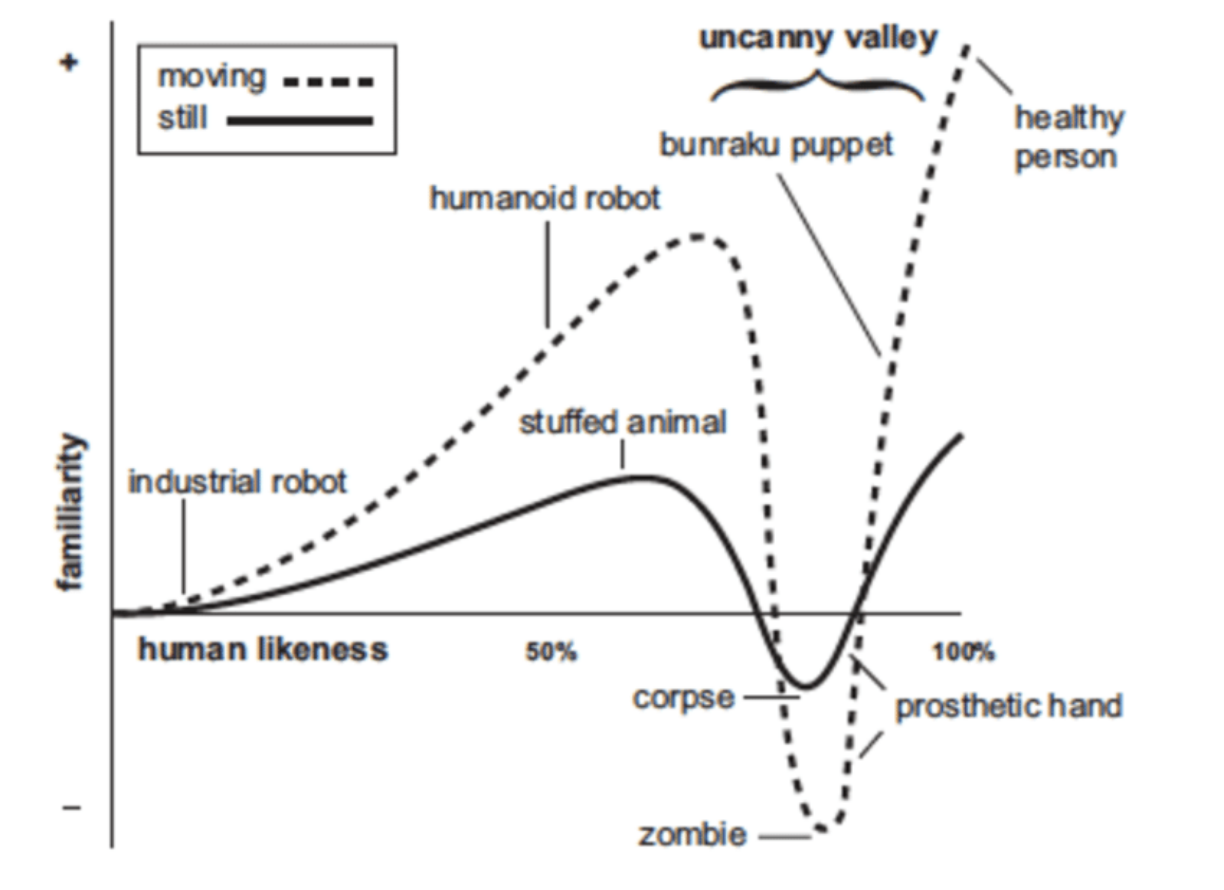 +
uncanny valley
moving
still
healthy
person
bunraku puppet
humanoid robot
stuffed animal
industrial robot
familiarity
human likeness
50%
100%
corpse
prosthetic hand
–
zombie